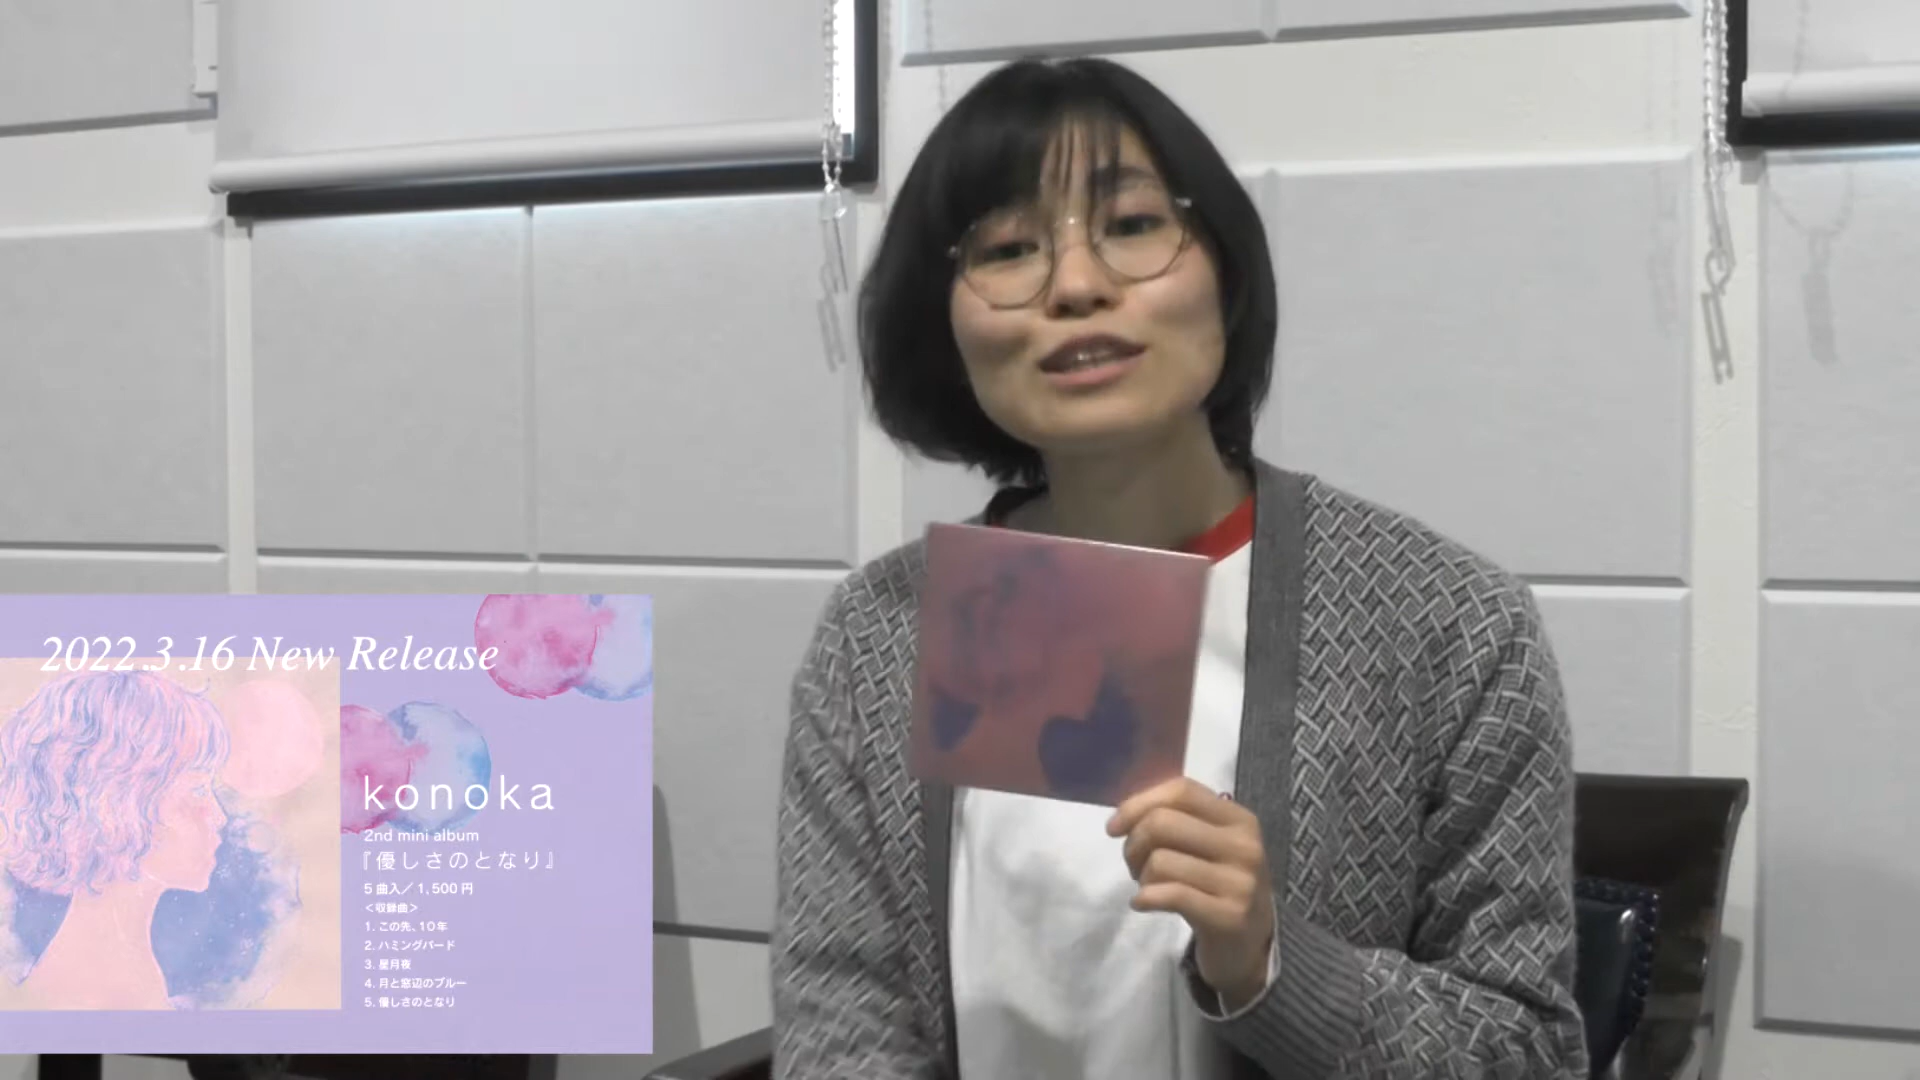 2022.3.16 New Release
konoka
2nd mini album
『優しさのとなり』
5曲入／1,500円
＜収録曲＞
1. この先、10年
2. ハミングバード
3. 星月夜
4. 月と窓辺のブルー
5. 優しさのとなり